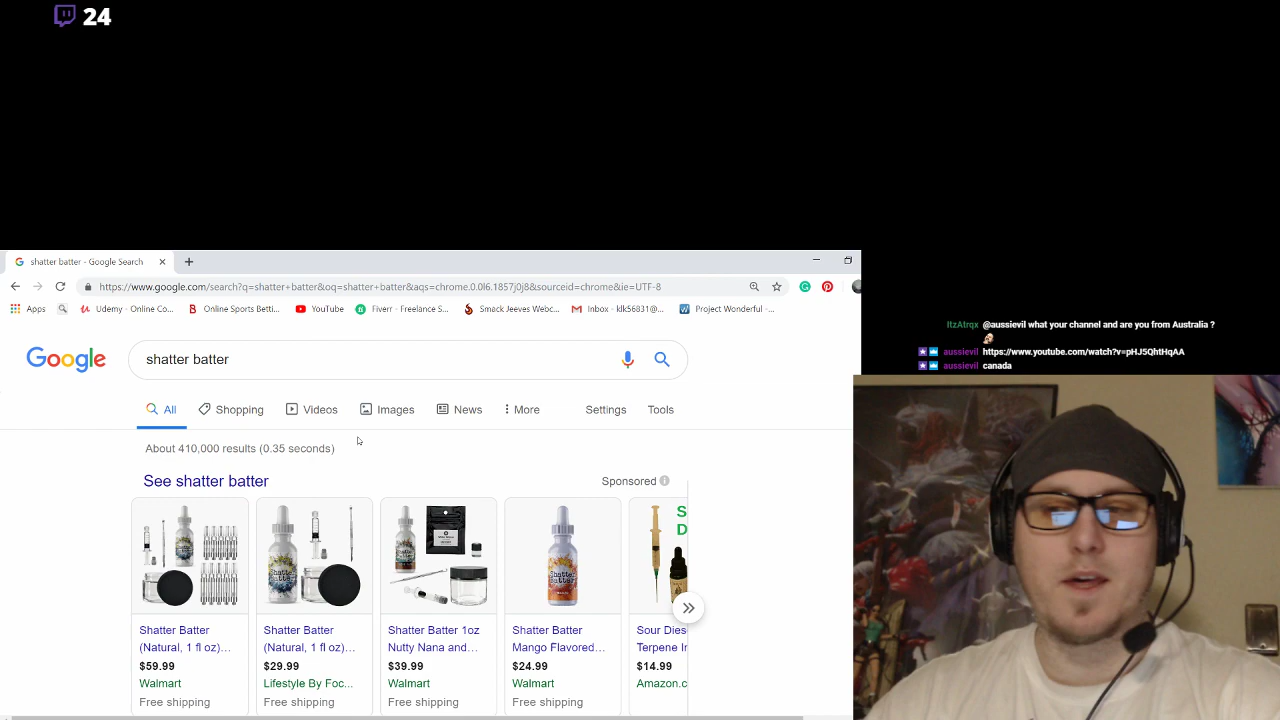 24
shatter batter - Google Search
https://www.google.com/search?q=shatter+batter&oq=shatter+batter&aqs=chrome.0.0l6.1857j0j8&sourceid=chrome&ie=UTF-8
Apps Udemy - Online Co... Online Sports Betti... YouTube Fiverr - Freelance S... Smack Jeeves Webc... Inbox - klk56831@... Project Wonderful -...
ItzAtrqx @aussievil what your channel and are you from Australia ?
aussievil https://www.youtube.com/watch?v=pHJ5QhtHqAA
aussievil canada
Google shatter batter
All Shopping Videos Images News More Settings Tools
About 410,000 results (0.35 seconds)
See shatter batter Sponsored
Shatter Batter
(Natural, 1 fl oz)...
$59.99
Walmart
Free shipping
Shatter Batter
(Natural, 1 fl oz)...
$29.99
Lifestyle By Foc...
Free shipping
Shatter Batter 1oz
Nutty Nana and...
$39.99
Walmart
Free shipping
Shatter Batter
Shatter Batter
Mango Flavored...
$24.99
Walmart
Free shipping
S
D
Sour Dies
Terpene In
$14.99
Amazon.c